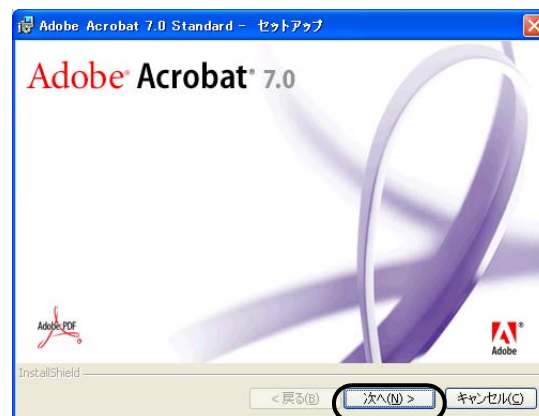 Adobe Acrobat 7.0 Standard - セットアップ
Adobe® Acrobat® 7.0
Adobe PDF
Adobe
InstallShield
< 戻る(B)
次へ(N) >
キャンセル(C)